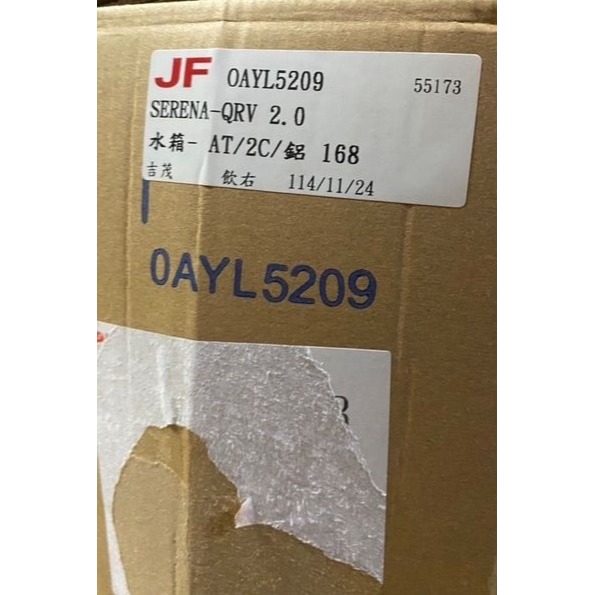 JF 0AYL5209 55173
SERENA-QRV 2.0
水箱- AT/2C/鋁 168
吉茂 飲右 114/11/24
0AYL5209